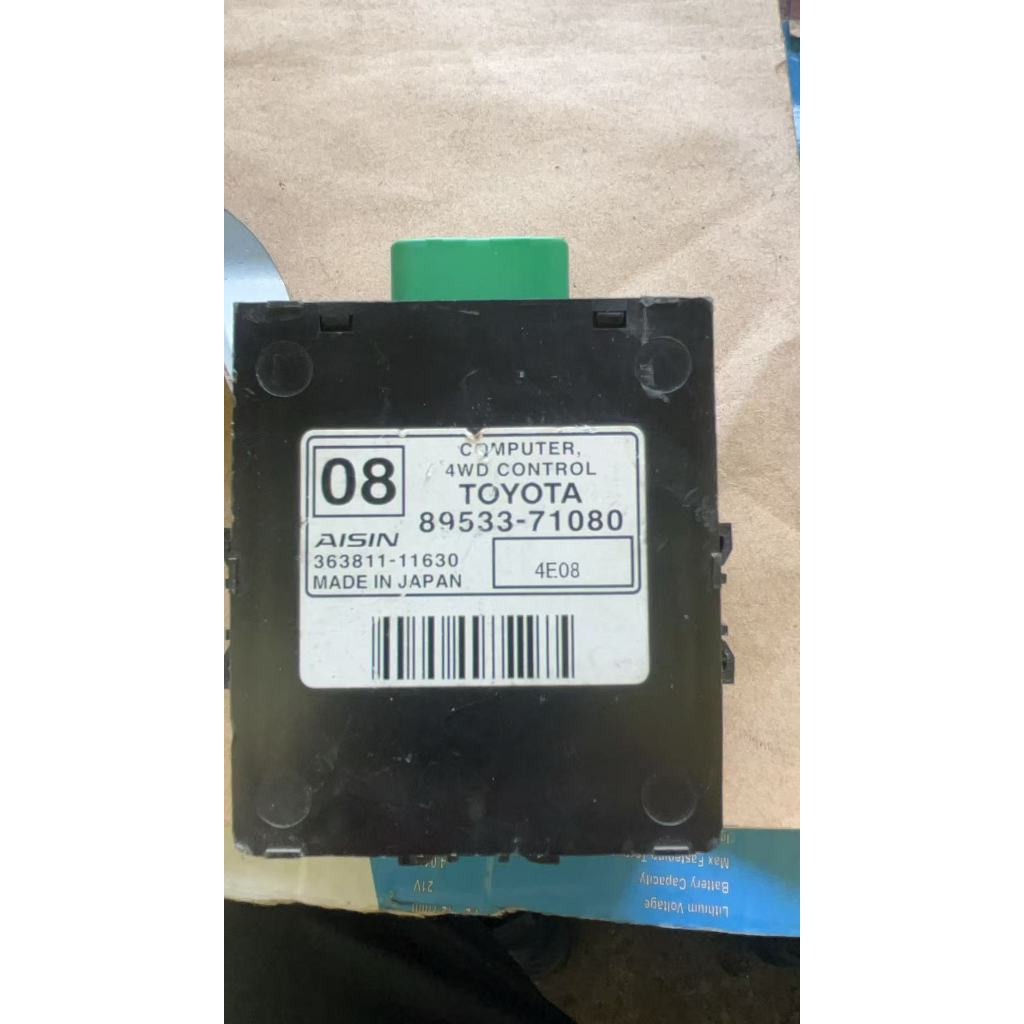 08
COMPUTER,
4WD CONTROL
TOYOTA
89533-71080
AISIN
363811-11630
MADE IN JAPAN
4E08
Max Fastening
21V
Battery Capacity
Lithium Voltage